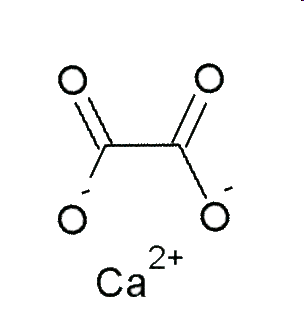 O O
O- O-
Ca2+